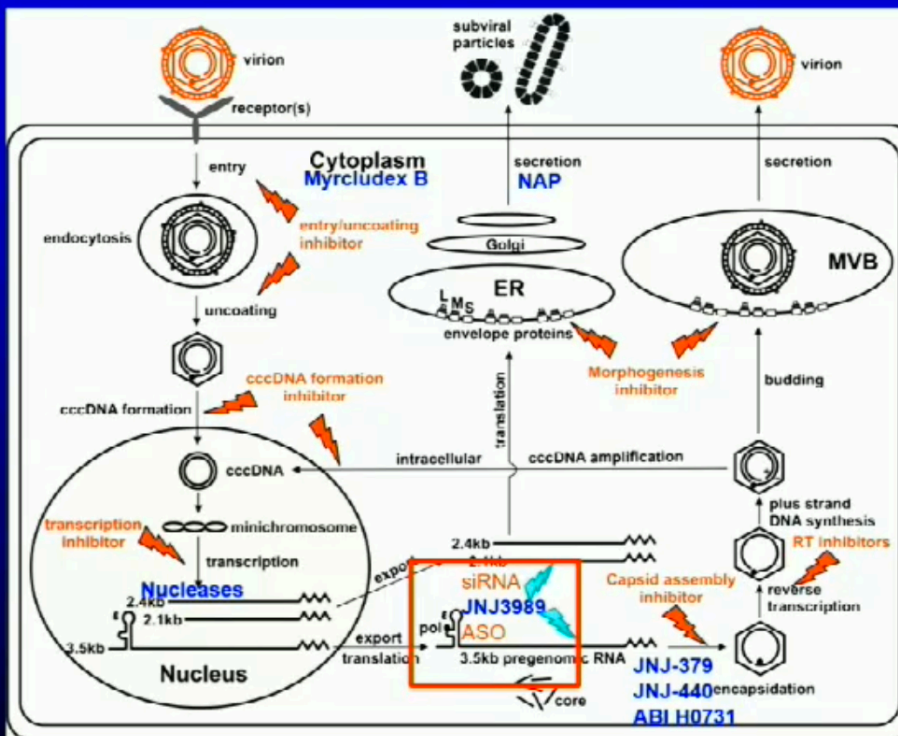 subviral
particles
virion
virion
receptor(s)
entry
Cytoplasm
Myrcludex B
secretion
NAP
secretion
endocytosis
entry/uncoating
inhibitor
Golgi
ER
MVB
L
M
S
envelope proteins
uncoating
Morphogenesis
inhibitor
cccDNA formation
inhibitor
budding
cccDNA formation
translation
cccDNA
intracellular
cccDNA amplification
minichromosome
plus strand
DNA synthesis
transcription
inhibitor
transcription
2.4kb
RT inhibitors
export
2.1kb
siRNA
Capsid assembly
inhibitor
reverse
transcription
Nucleases
2.4kb
JNJ3989
2.1kb
pol
ASO
3.5kb
export
translation
3.5kb pregenomic RNA
Nucleus
JNJ-379
JNJ-440
encapsidation
core
ABI H0731